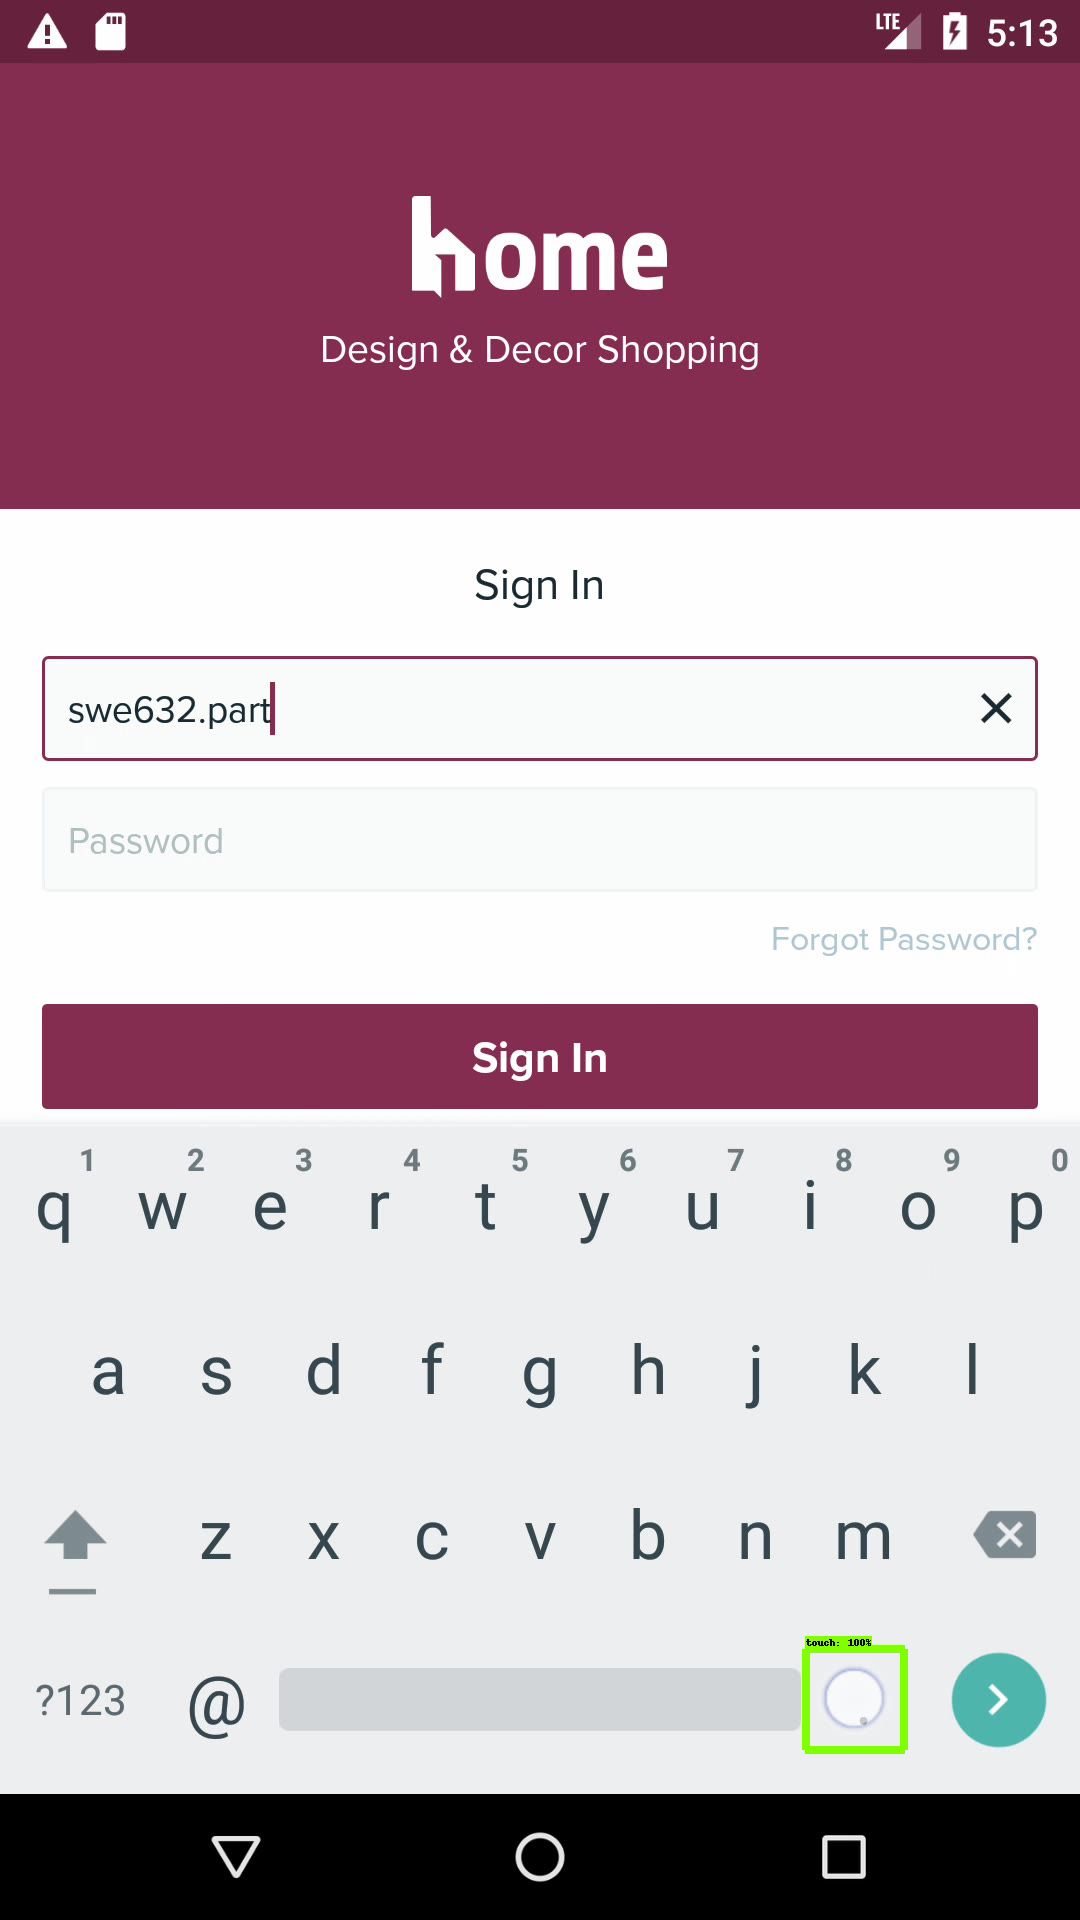 LTE 5:13
home
Design & Decor Shopping
Sign In
swe632.part
Password
Forgot Password?
Sign In
1 2 3 4 5 6 7 8 9 0
q w e r t y u i o p
a s d f g h j k l
z x c v b n m
touch: 100%
?123 @